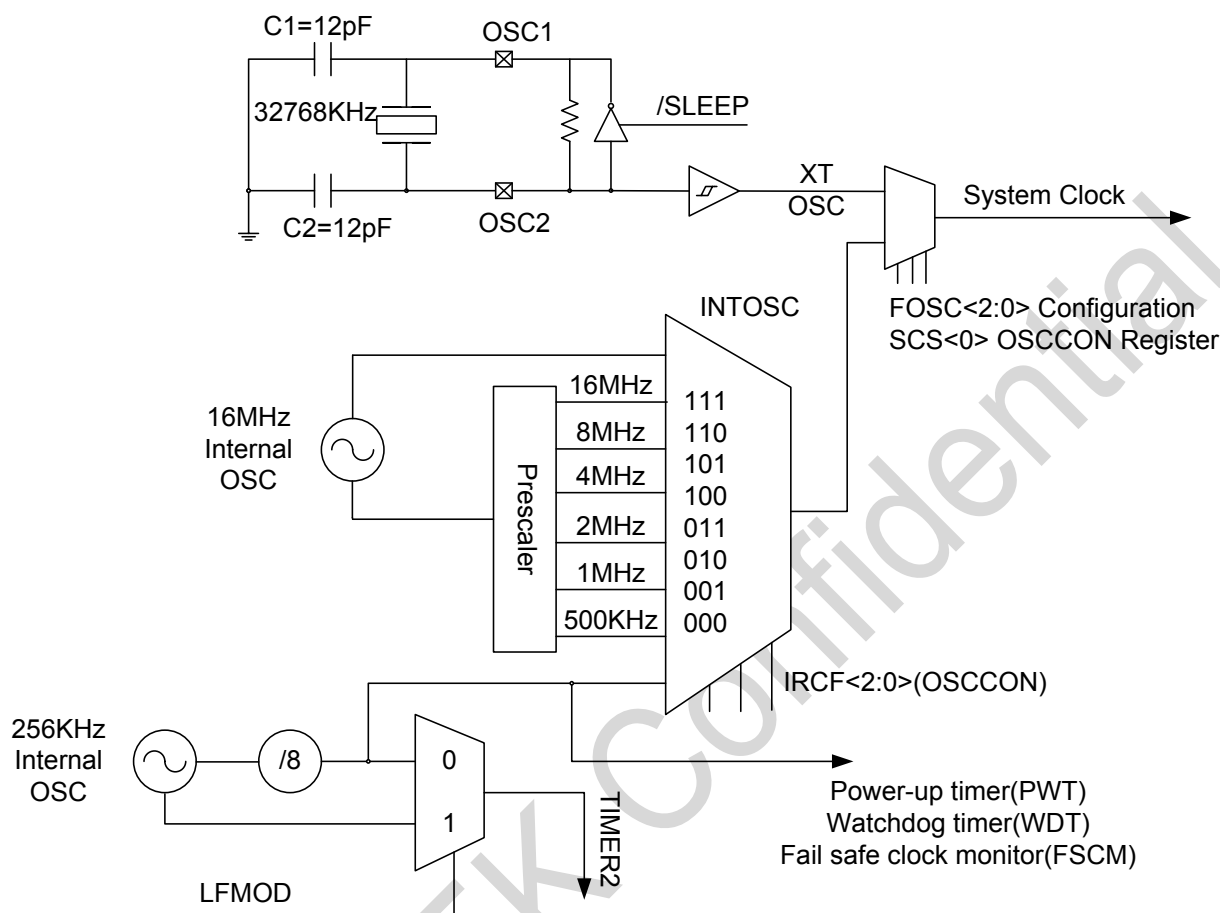 C1=12pF
OSC1
32768KHz
/SLEEP
C2=12pF
OSC2
XT
OSC
System Clock
FOSC<2:0> Configuration
SCS<0> OSCCON Register
INTOSC
16MHz
Internal
OSC
Prescaler
16MHz
8MHz
4MHz
2MHz
1MHz
500KHz
111
110
101
100
011
010
001
000
IRCF<2:0>(OSCCON)
256KHz
Internal
OSC
/8
0
1
LFMOD
TIMER2
Power-up timer(PWT)
Watchdog timer(WDT)
Fail safe clock monitor(FSCM)
Confidential